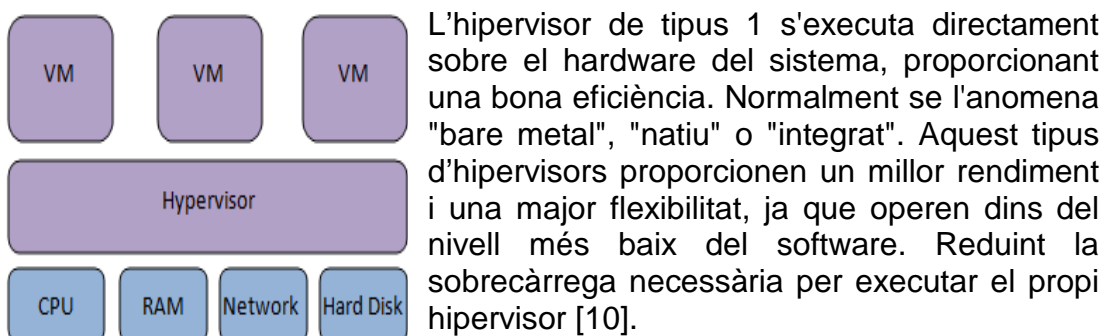 VM VM VM
Hypervisor
CPU RAM Network Hard Disk
L’hipervisor de tipus 1 s'executa directament
sobre el hardware del sistema, proporcionant
una bona eficiència. Normalment se l'anomena
"bare metal", "natiu" o "integrat". Aquest tipus
d’hipervisors proporcionen un millor rendiment
i una major flexibilitat, ja que operen dins del
nivell més baix del software. Reduint la
sobrecàrrega necessària per executar el propi
hipervisor [10].